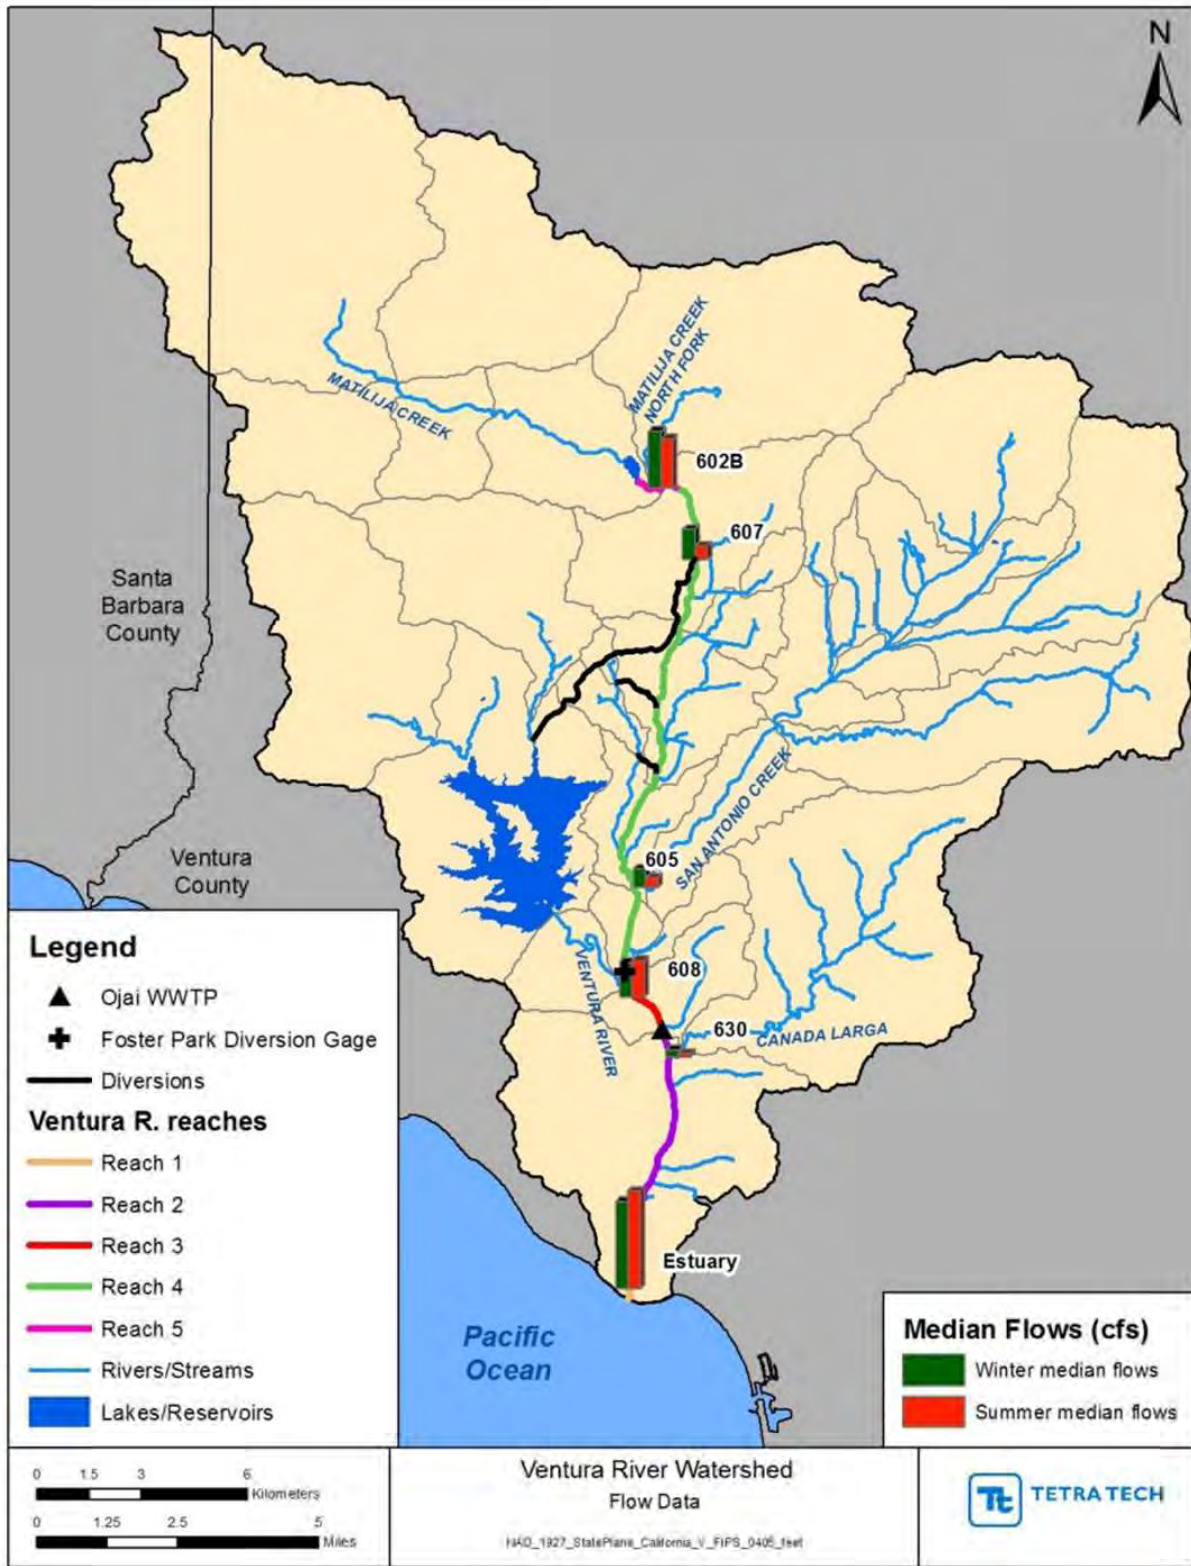 N
MATILIJA CREEK
NORTH FORK
MATILIJA CREEK
602B
607
Santa
Barbara
County
SAN ANTONIO CREEK
605
Ventura
County
608
VENTURA RIVER
630
CANADA LARGA
Estuary
Pacific
Ocean
Legend
Ojai WWTP
Foster Park Diversion Gage
Diversions
Ventura R. reaches
Reach 1
Reach 2
Reach 3
Reach 4
Reach 5
Rivers/Streams
Lakes/Reservoirs
Median Flows (cfs)
Winter median flows
Summer median flows
0 1.5 3 6
Kilometers
0 1.25 2.5 5
Miles
Ventura River Watershed
Flow Data
NAD_1927_StatePlane_California_V_FIPS_0405_feet
Tt TETRA TECH